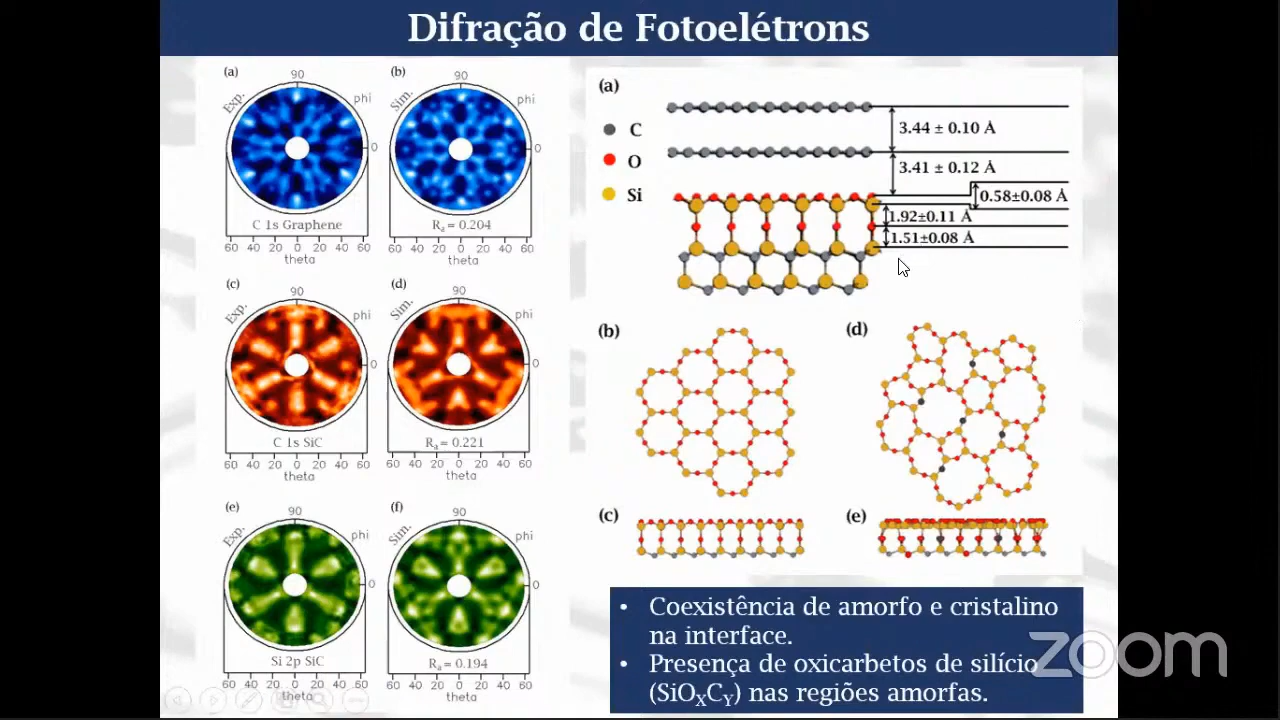 Difração de Fotoelétrons
(a)
90
Exp.
phi
0
C 1s Graphene
60 40 20 0 20 40 60
theta
(b)
90
Sim.
phi
0
Ra = 0.204
60 40 20 0 20 40 60
theta
(c)
90
Exp.
phi
0
C 1s SiC
60 40 20 0 20 40 60
theta
(d)
90
Sim.
phi
0
Ra = 0.221
60 40 20 0 20 40 60
theta
(e)
90
Exp.
phi
0
Si 2p SiC
60 40 20 0 20 40 60
theta
(f)
90
Sim.
phi
0
Ra = 0.194
60 40 20 0 20 40 60
theta
(a)
C
O
Si
3.44 ± 0.10 Å
3.41 ± 0.12 Å
0.58±0.08 Å
1.92±0.11 Å
1.51±0.08 Å
(b)
(d)
(c)
(e)
• Coexistência de amorfo e cristalino
na interface.
• Presença de oxicarbetos de silício
(SiOXCY) nas regiões amorfas.
zoom